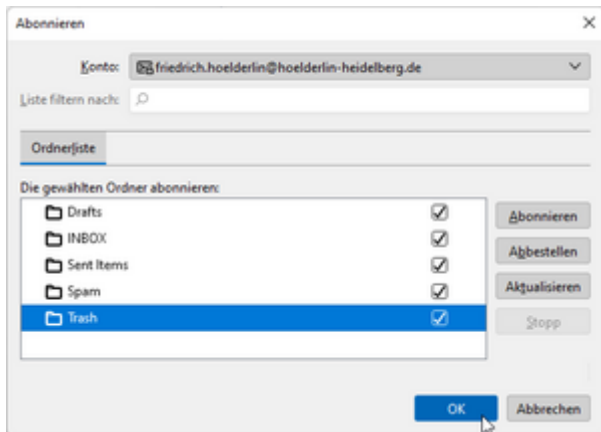 Abonnieren
Konto: friedrich.hoelderlin@hoelderlin-heidelberg.de
Liste filtern nach:
Ordnerliste
Die gewählten Ordner abonnieren:
Drafts
INBOX
Sent Items
Spam
Trash
Abonnieren
Abbestellen
Aktualisieren
Stopp
OK Abbrechen